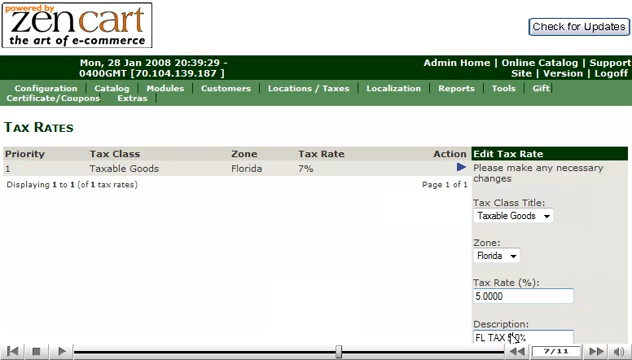 powered by
zen cart
the art of e-commerce
Check for Updates
Mon, 28 Jan 2008 20:39:29 -
0400GMT [70.104.139.187 ]
Admin Home | Online Catalog | Support
Site | Version | Logoff
Configuration Catalog Modules Customers Locations / Taxes Localization Reports Tools Gift
Certificate/Coupons Extras
TAX RATES
Priority Tax Class Zone Tax Rate Action
1 Taxable Goods Florida 7%
Displaying 1 to 1 (of 1 tax rates) Page 1 of 1
Edit Tax Rate
Please make any necessary
changes
Tax Class Title:
Taxable Goods
Zone:
Florida
Tax Rate (%):
5.0000
Description:
FL TAX
7/11